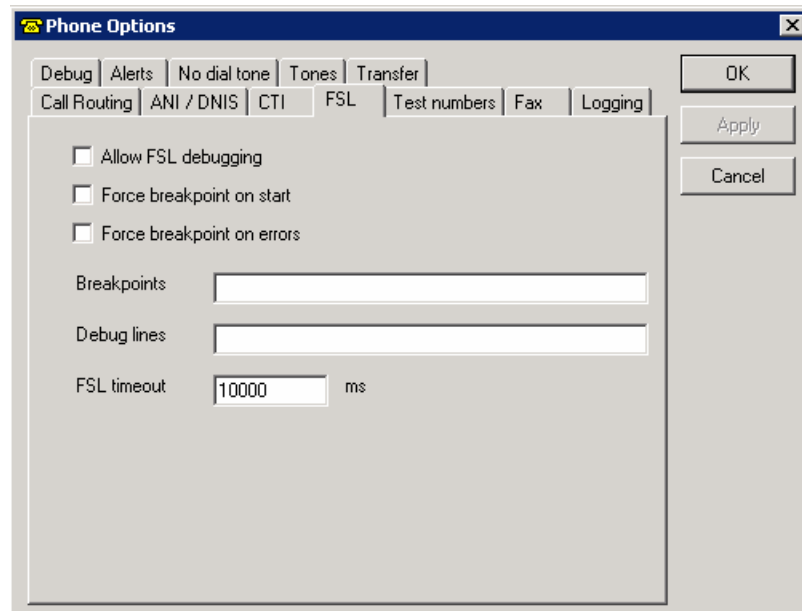 Phone Options
Debug Alerts No dial tone Tones Transfer
Call Routing ANI / DNIS CTI FSL Test numbers Fax Logging
OK
Apply
Cancel
Allow FSL debugging
Force breakpoint on start
Force breakpoint on errors
Breakpoints
Debug lines
FSL timeout 10000 ms